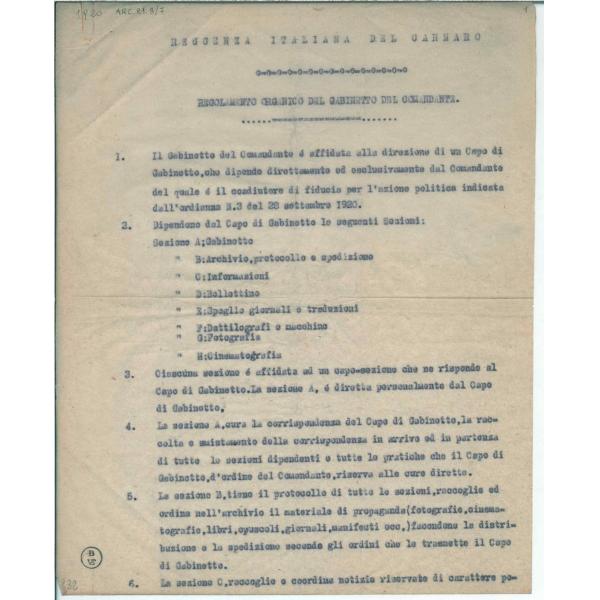 1920 ARC.21.B/7
1
REGGENZA ITALIANA DEL CARNARO
REGOLAMENTO ORGANICO DEL GABINETTO DEL COMANDANTE.
1. Il Gabinetto del Comandante é affidata alla direzione di un Capo di
Gabinetto,che dipende direttamente ed esclusivamente dal Comandante
del quale é il coadiutore di fiducia per l'azione politica indicata
dall'ordianza N.3 del 28 settembre 1920.
2. Dipendono dal Capo di Gabinetto le seguenti Sezioni:
Sezione A;Gabinetto
" B:Archivio,protocollo e spedizione
" C:Informazioni
" D:Bollettino
" E:Spoglio giornali e traduzioni
" F:Dattilografi e macchine
" G:Fotografia
" H:Cinematografia
3. Ciascuna sezione é affidata ad un capo-sezione che ne risponde al
Capo di Gabinetto.La sezione A, é diretta personalmente dal Capo
di Gabinetto.
4. La sezione A,cura la corrispondenza del Capo di Gabinetto,la rac-
colta e smistamento della corrispondenza in arrivo ed in partenza
di tutte le sezioni dipendenti e tutte le pratiche che il Capo di
Gabinetto,d'ordine del Comandante,riserva alle cure dirette.
5. La sezione B,tiene il protocollo di tutte le sezioni,raccoglie ed
ordina nell'archivio il materiale di propaganda(fotografie,cinema-
tografie,libri,opuscoli,giornali,manifesti ecc,)facendone la distri-
buzione e la spedizione secondo gli ordini che le trasmette il Capo
di Gabinetto.
6. La sezione C,raccoglie e coordina notizie riservate di carattere po-
B
832